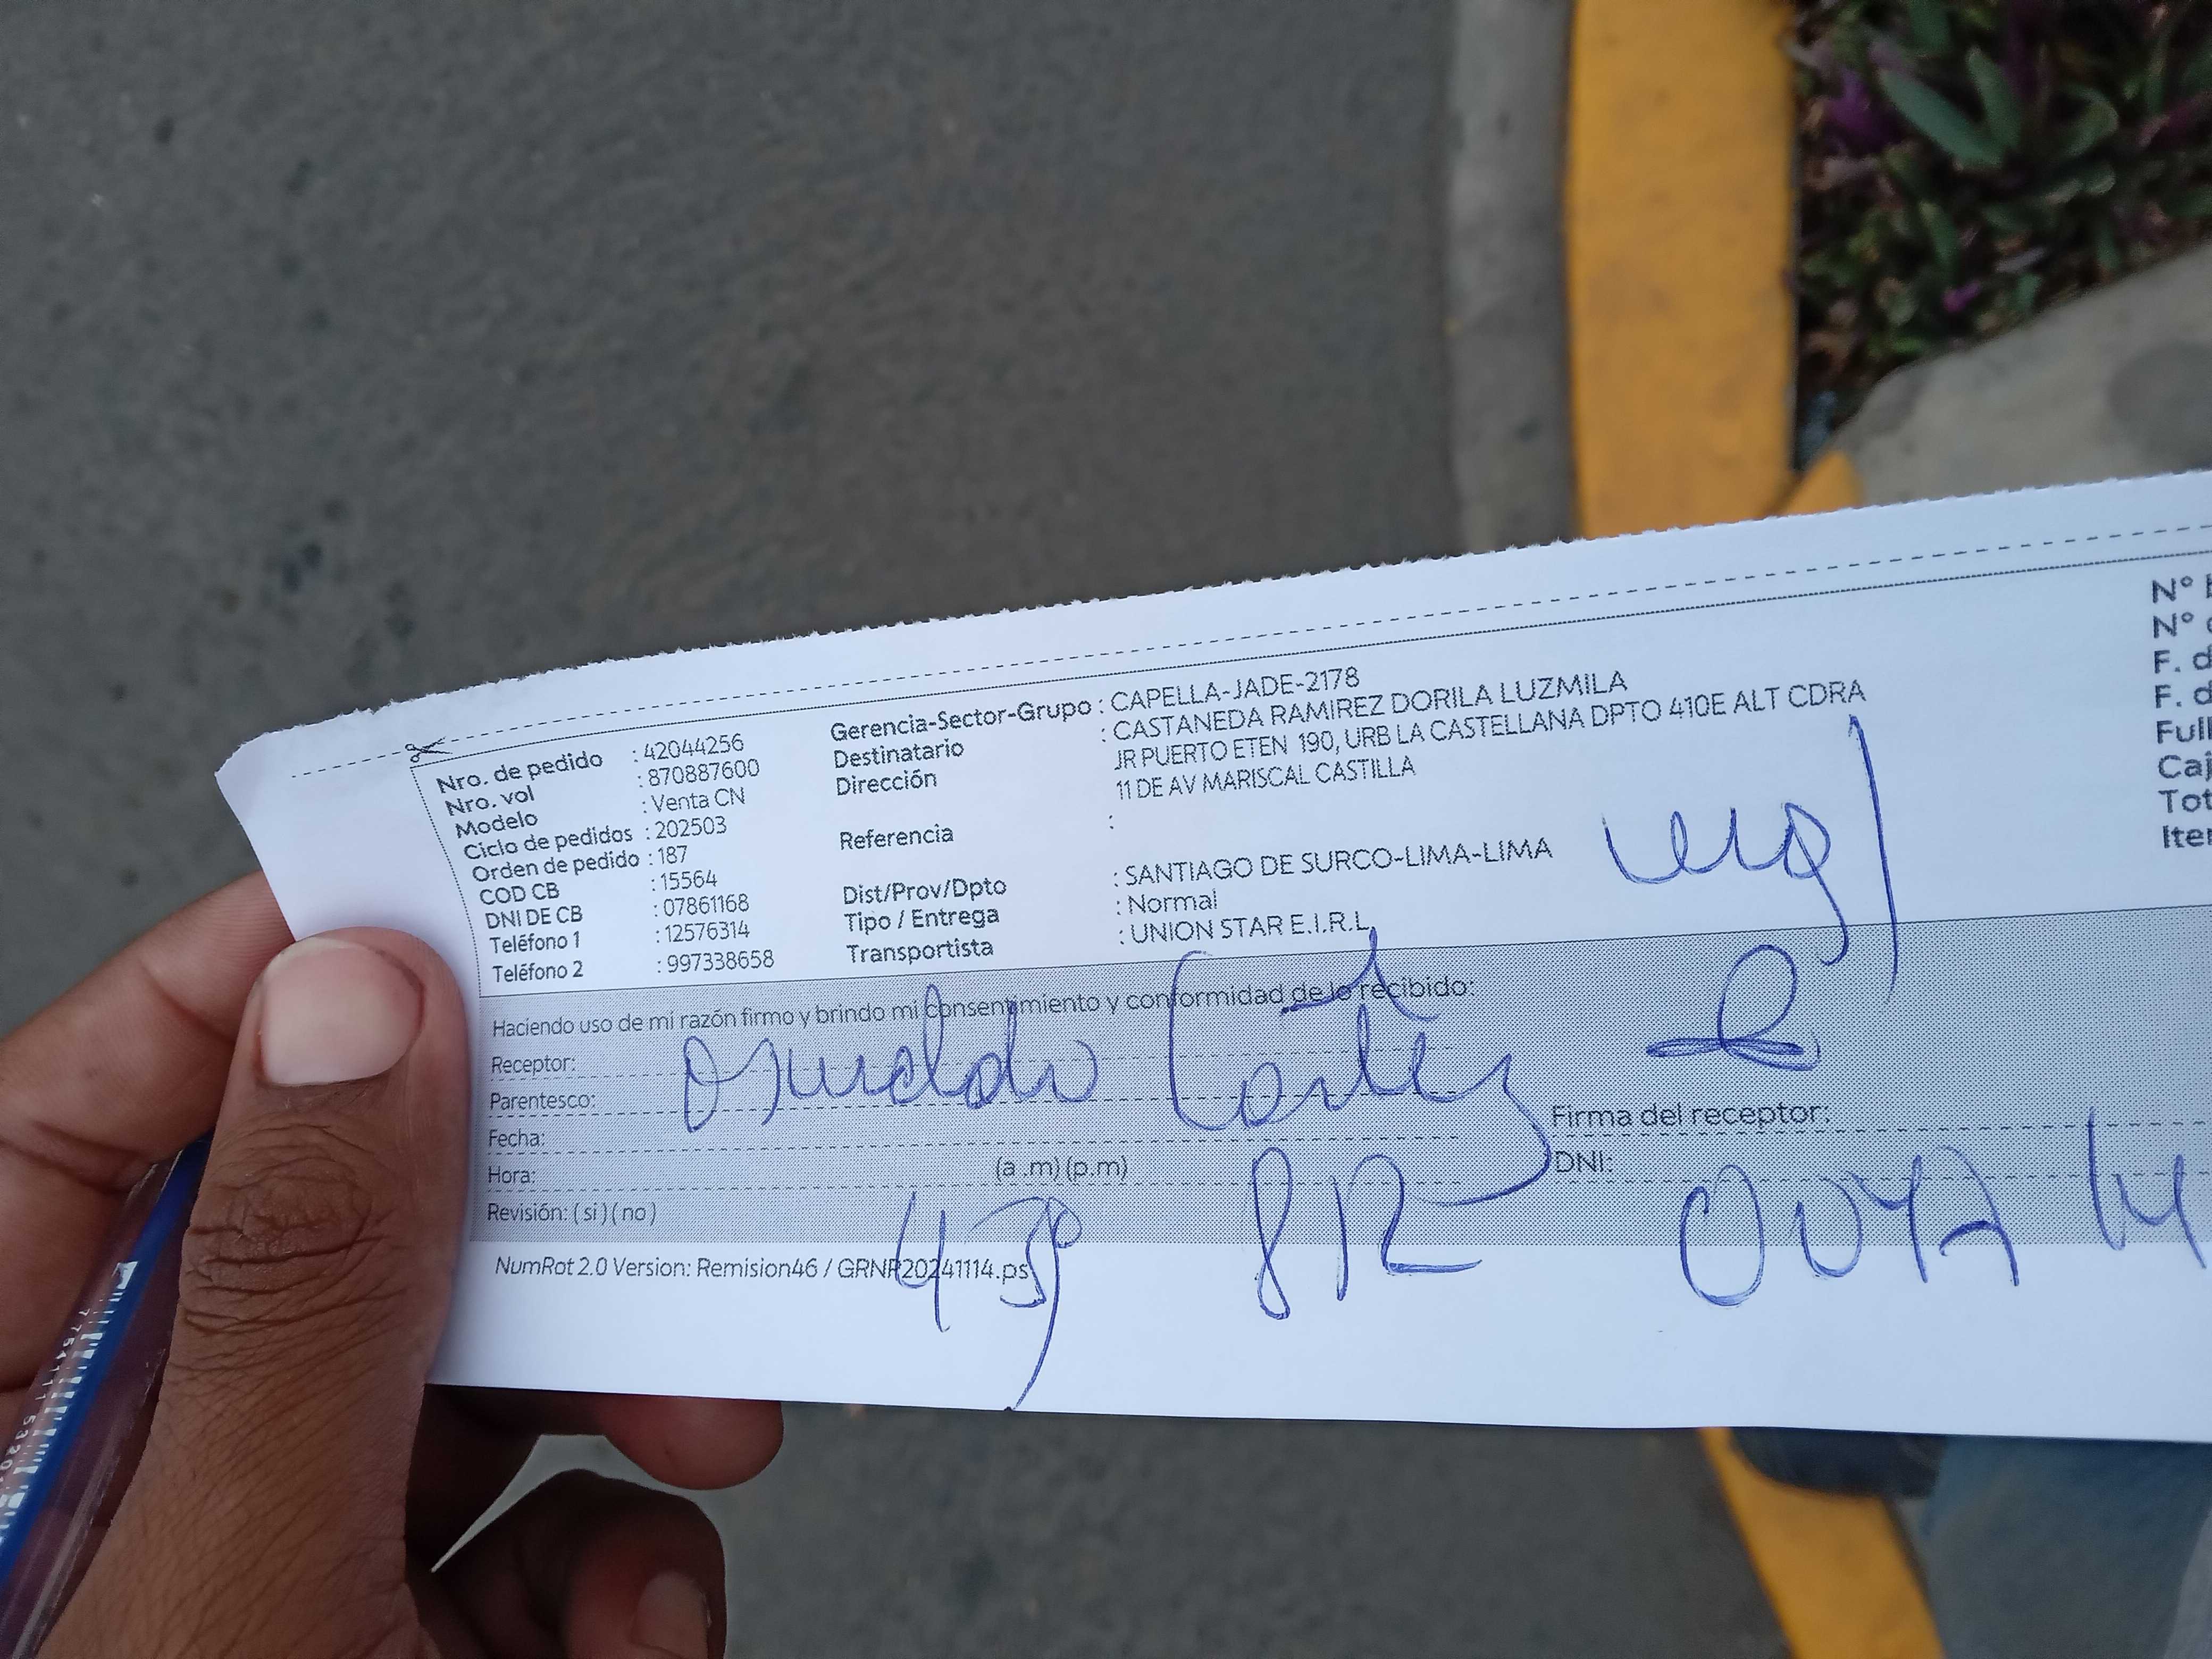 Nro. de pedido : 42044256
Nro. vol : 870887600
Modelo : Venta CN
Ciclo de pedidos : 202503
Orden de pedido : 187
COD CB : 15564
DNI DE CB : 07861168
Teléfono 1 : 12576314
Teléfono 2 : 997338658
Gerencia-Sector-Grupo : CAPELLA-JADE-2178
Destinatario : CASTANEDA RAMIREZ DORILA LUZMILA
Dirección JR PUERTO ETEN 190, URB LA CASTELLANA DPTO 410E ALT CDRA
11 DE AV MARISCAL CASTILLA
Referencia :
Dist/Prov/Dpto : SANTIAGO DE SURCO-LIMA-LIMA
Tipo / Entrega : Normal
Transportista : UNION STAR E.I.R.L.
N°
N°
F. d
F. d
Full
Caj
Tot
Iter
Haciendo uso de mi razón firmo y brindo mi consentimiento y conformidad de lo recibido:
Receptor:
Parentesco:
Fecha:
Hora: (a .m) (p.m)
Revisión: ( si ) ( no )
Firma del receptor:
DNI:
NumRot 2.0 Version: Remision46 / GRNR20241114.ps